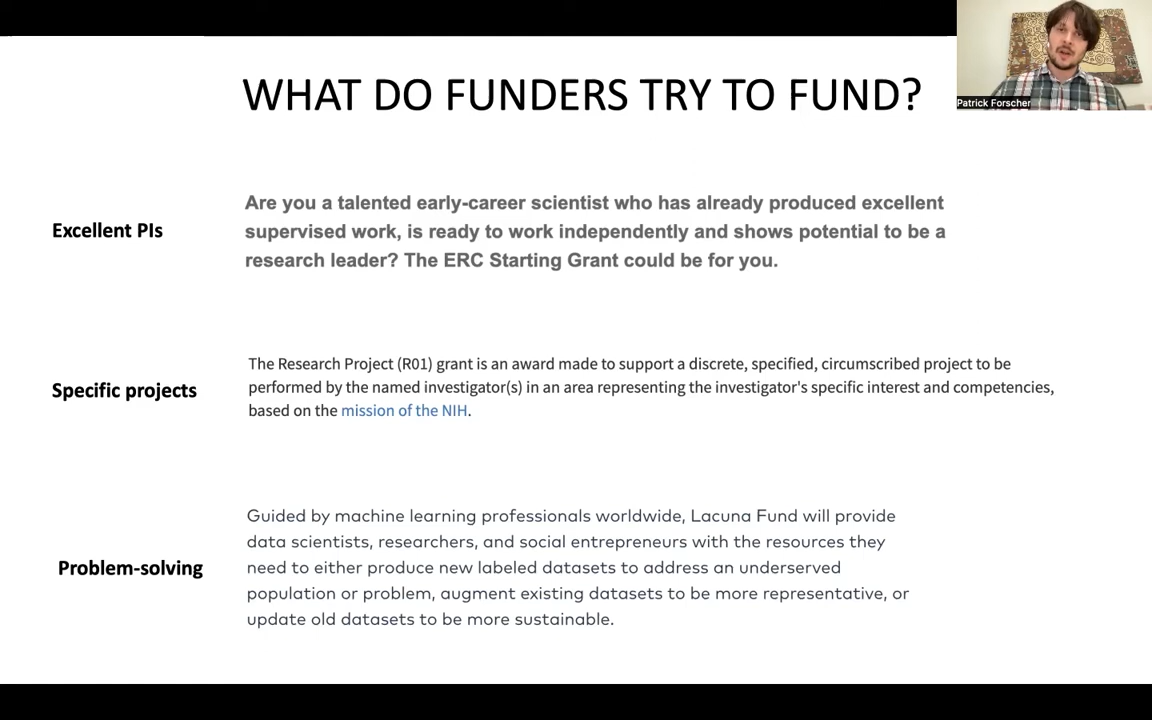 WHAT DO FUNDERS TRY TO FUND?
Patrick Forscher
Excellent PIs
Are you a talented early-career scientist who has already produced excellent
supervised work, is ready to work independently and shows potential to be a
research leader? The ERC Starting Grant could be for you.
Specific projects
The Research Project (R01) grant is an award made to support a discrete, specified, circumscribed project to be
performed by the named investigator(s) in an area representing the investigator's specific interest and competencies,
based on the mission of the NIH.
Problem-solving
Guided by machine learning professionals worldwide, Lacuna Fund will provide
data scientists, researchers, and social entrepreneurs with the resources they
need to either produce new labeled datasets to address an underserved
population or problem, augment existing datasets to be more representative, or
update old datasets to be more sustainable.